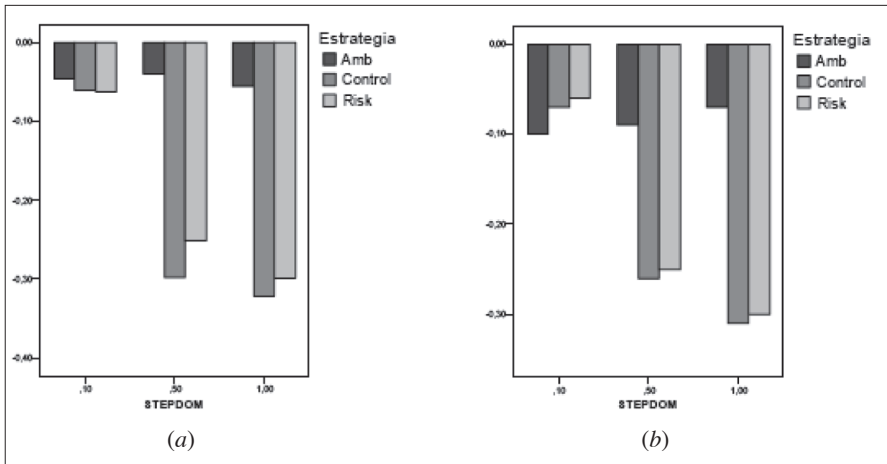 0,00
-0,10
-0,20
-0,30
-0,40
,10
,50
1,00
STEPDOM
Estrategia
Amb
Control
Risk
(a)
0,00
-0,10
-0,20
-0,30
,10
,50
1,00
STEPDOM
Estrategia
Amb
Control
Risk
(b)